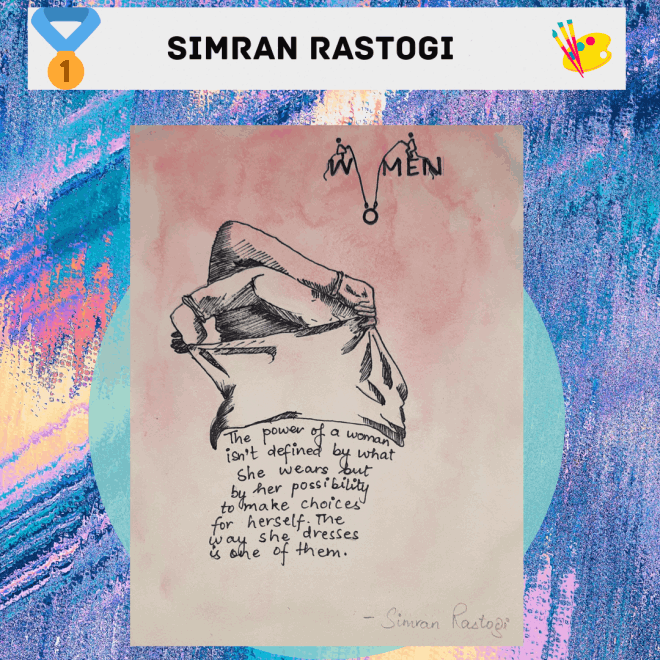 1
SIMRAN RASTOGI
WOMEN
The power of a woman
isn't defined by what
she wears but
by her possibility
to make choices
for herself. The
way she dresses
is one of them.
- Simran Rastogi